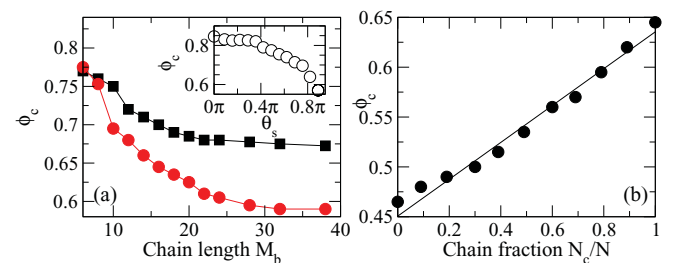 0.8
0.75
0.7
0.65
0.6
ϕc
(a)
10 20 30 40
Chain length Mb
0.8
0.6
ϕc
0π 0.4π 0.8π
θs
0.65
0.6
0.55
0.5
0.45
ϕc
(b)
0 0.2 0.4 0.6 0.8 1
Chain fraction Nc/N